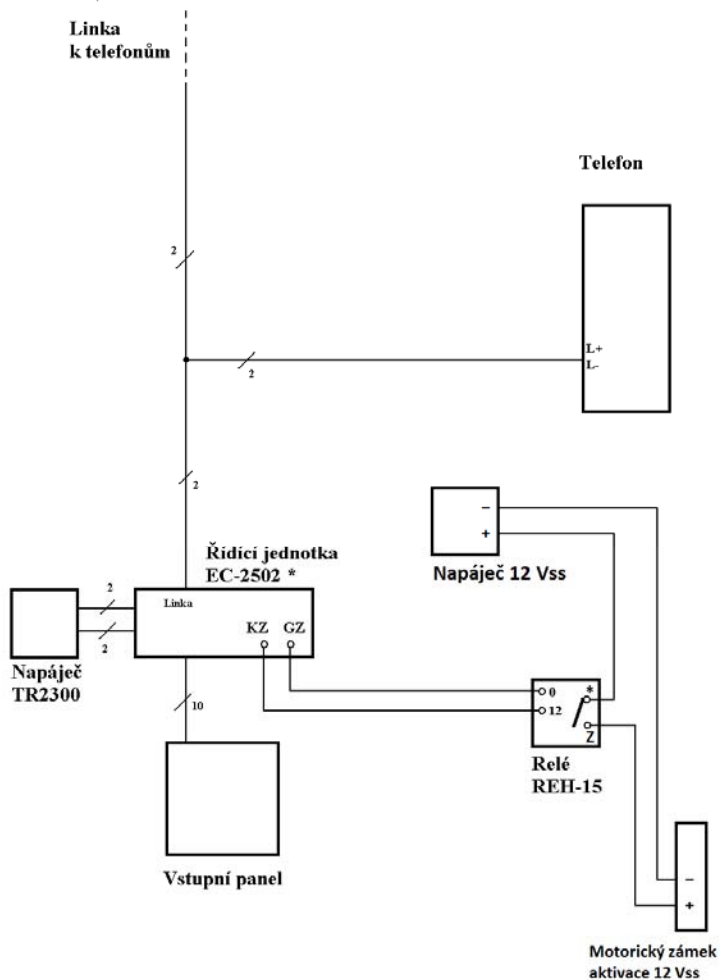 Linka
k telefonům
Telefon
2
L+
L-
2
2
–
+
Napáječ 12 Vss
Řídící jednotka
EC-2502 *
Linka
KZ GZ
2
2
Napáječ
TR2300
10
0
12
*
Z
Relé
REH-15
Vstupní panel
–
+
Motorický zámek
aktivace 12 Vss